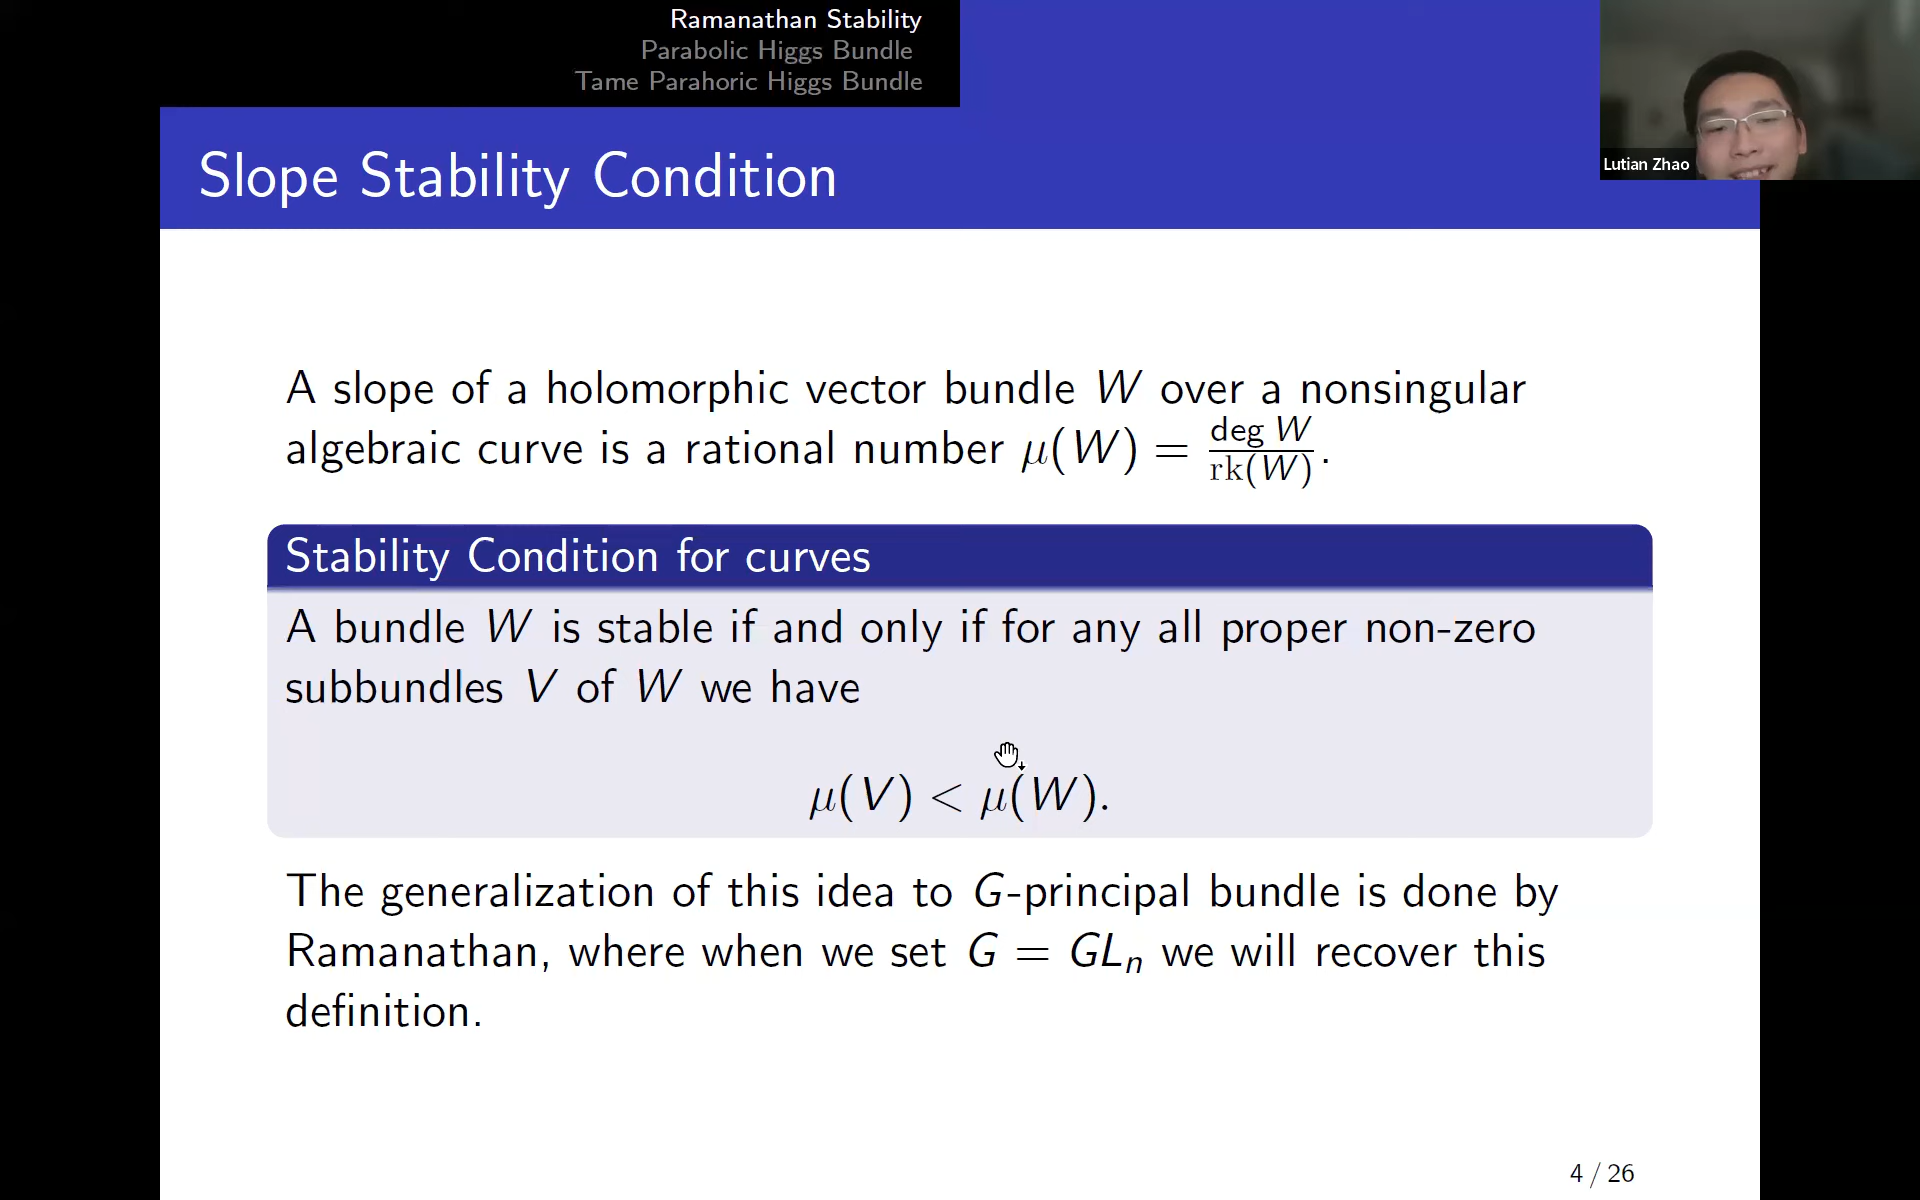 Ramanathan Stability
Parabolic Higgs Bundle
Tame Parahoric Higgs Bundle
Lutian Zhao
Slope Stability Condition
A slope of a holomorphic vector bundle W over a nonsingular
algebraic curve is a rational number μ(W) = deg W / rk(W).
Stability Condition for curves
A bundle W is stable if and only if for any all proper non-zero
subbundles V of W we have
μ(V) < μ(W).
The generalization of this idea to G-principal bundle is done by
Ramanathan, where when we set G = GLₙ we will recover this
definition.
4 / 26